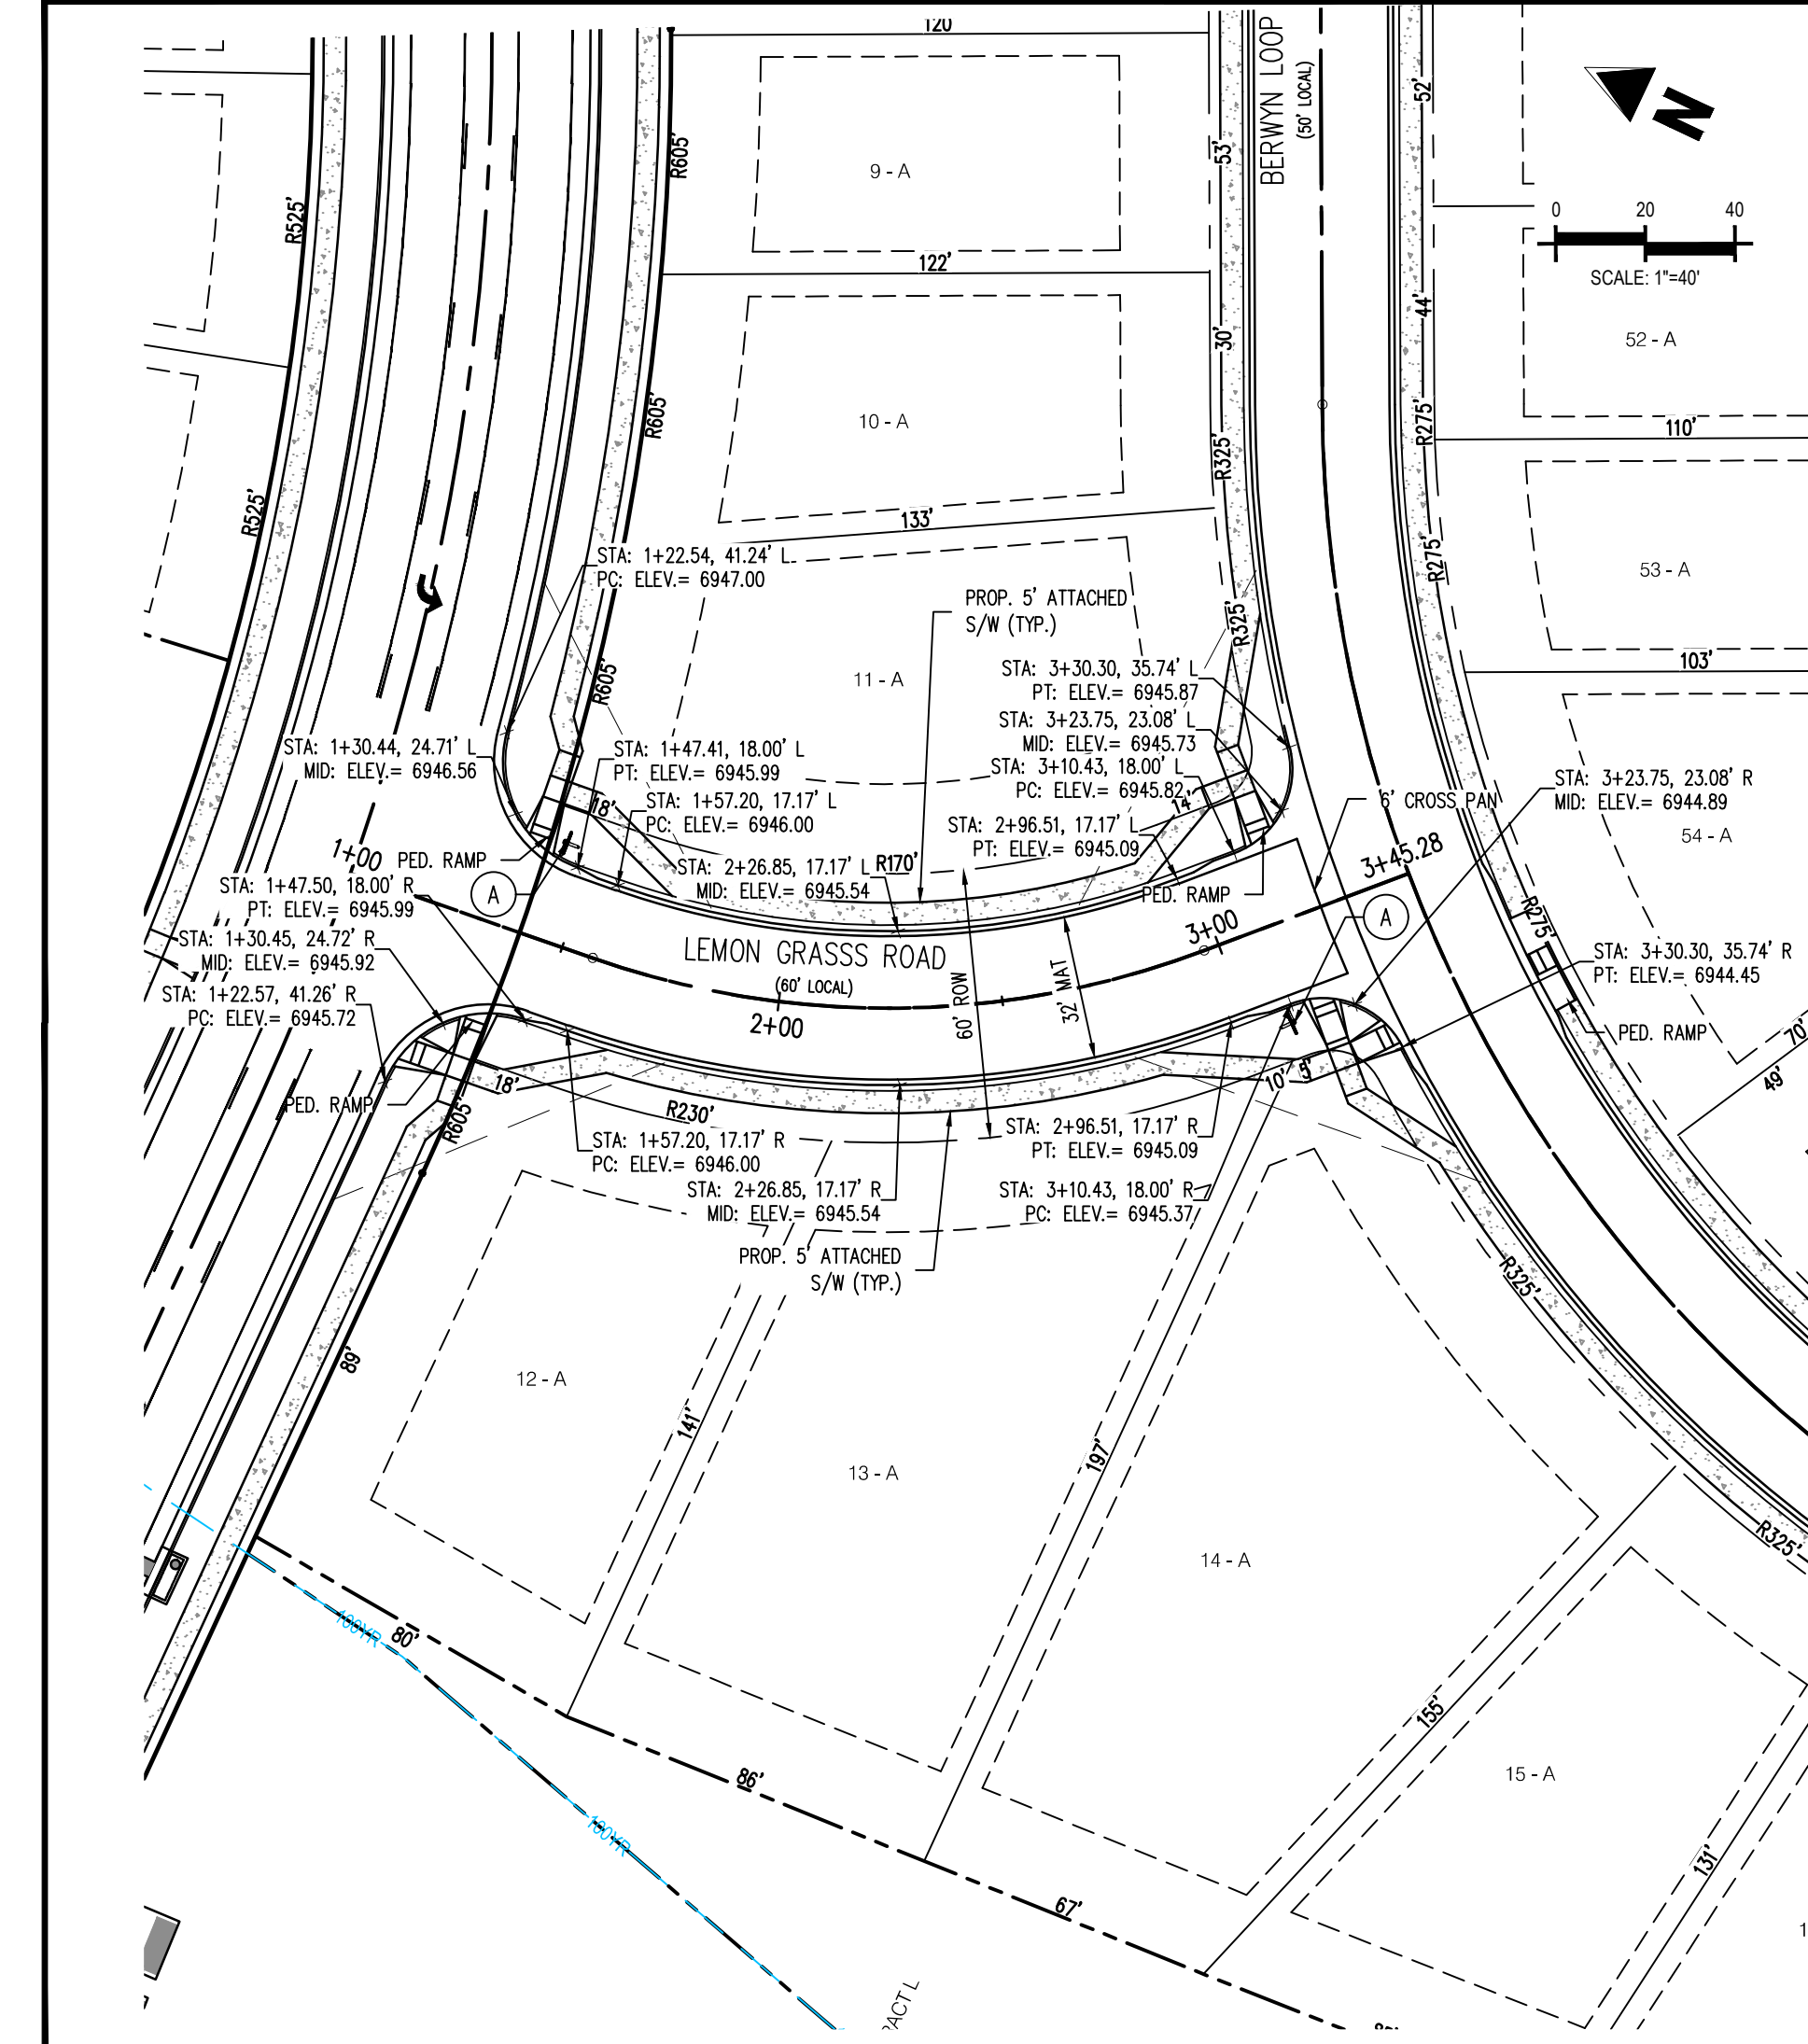 120
BERWYN LOOP
(50' LOCAL)
52'
N
R605'
9 - A
53'
R525'
0 20 40
SCALE: 1"=40'
122'
44'
30'
52 - A
R605'
10 - A
R275'
110'
R325'
R525'
133'
STA: 1+22.54, 41.24' L
PC: ELEV.= 6947.00
R275'
53 - A
PROP. 5' ATTACHED
S/W (TYP.)
R325'
STA: 3+30.30, 35.74' L
PT: ELEV.= 6945.87
103'
R605'
11 - A
STA: 3+23.75, 23.08' L
MID: ELEV.= 6945.73
STA: 1+30.44, 24.71' L
MID: ELEV.= 6946.56
STA: 1+47.41, 18.00' L
PT: ELEV.= 6945.99
STA: 3+10.43, 18.00' L
PC: ELEV.= 6945.82
STA: 3+23.75, 23.08' R
MID: ELEV.= 6944.89
18'
STA: 1+57.20, 17.17' L
PC: ELEV.= 6946.00
14'
6' CROSS PAN
STA: 2+96.51, 17.17' L
PT: ELEV.= 6945.09
54 - A
1+00
PED. RAMP
3+45.28
STA: 2+26.85, 17.17' L
MID: ELEV.= 6945.54
R170'
PED. RAMP
STA: 1+47.50, 18.00' R
PT: ELEV.= 6945.99
A
A
R275'
STA: 1+30.45, 24.72' R
MID: ELEV.= 6945.92
LEMON GRASSS ROAD
(60' LOCAL)
3+00
STA: 3+30.30, 35.74' R
PT: ELEV.= 6944.45
STA: 1+22.57, 41.26' R
PC: ELEV.= 6945.72
2+00
60' ROW
32' MAT
PED. RAMP
70'
49'
18'
10'
5'
PED. RAMP
R605'
R230'
STA: 1+57.20, 17.17' R
PC: ELEV.= 6946.00
STA: 2+96.51, 17.17' R
PT: ELEV.= 6945.09
STA: 2+26.85, 17.17' R
MID: ELEV.= 6945.54
STA: 3+10.43, 18.00' R
PC: ELEV.= 6945.37
PROP. 5' ATTACHED
S/W (TYP.)
R325'
89'
12 - A
141'
13 - A
197'
14 - A
R325'
100YR
80'
155'
86'
15 - A
100YR
131'
67'